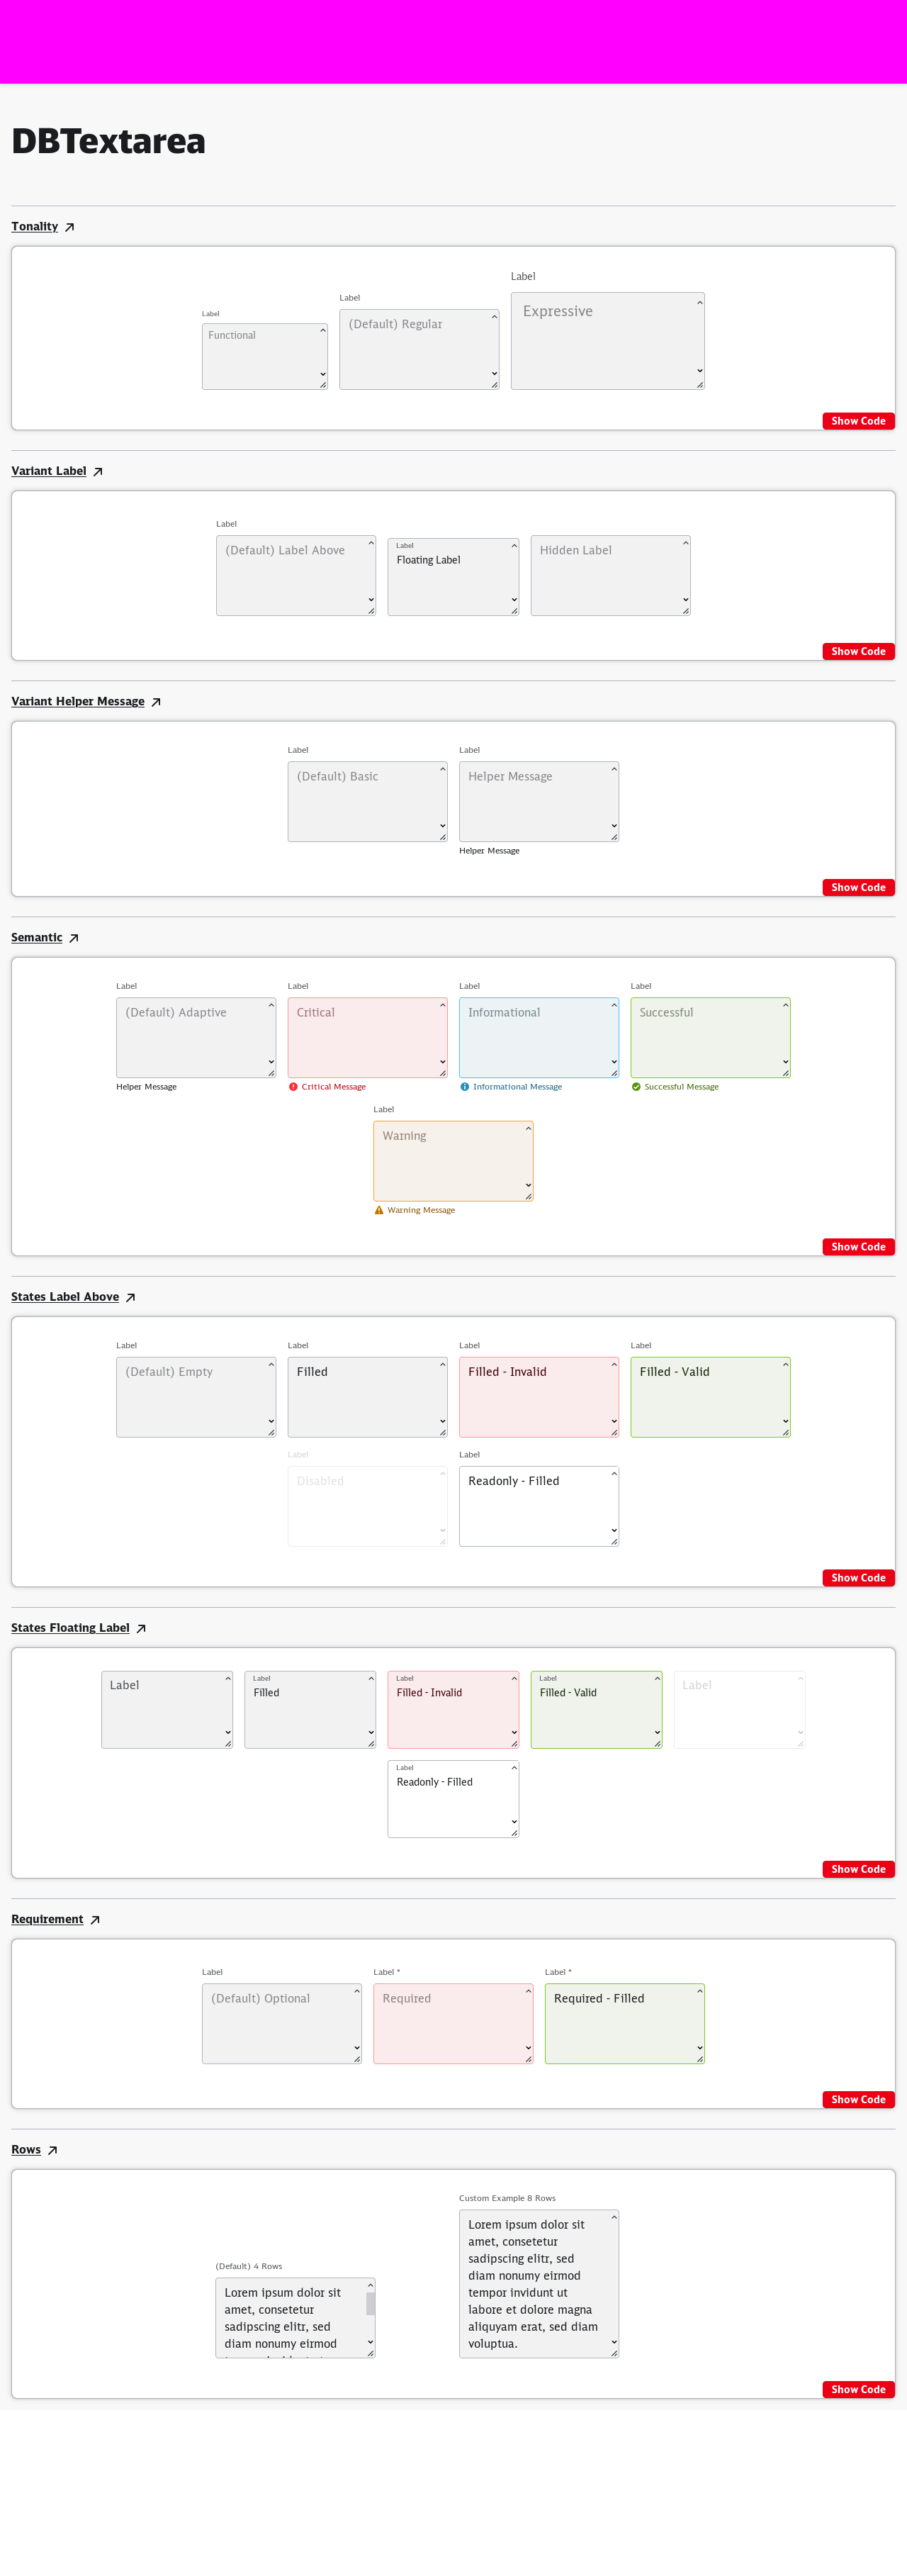 DBTextarea
Tonality
Label
Functional
Label
(Default) Regular
Label
Expressive
Show Code
Variant Label
Label
(Default) Label Above
Label
Floating Label
Hidden Label
Show Code
Variant Helper Message
Label
(Default) Basic
Label
Helper Message
Helper Message
Show Code
Semantic
Label
(Default) Adaptive
Helper Message
Label
Critical
Critical Message
Label
Informational
Informational Message
Label
Successful
Successful Message
Label
Warning
Warning Message
Show Code
States Label Above
Label
(Default) Empty
Label
Filled
Label
Filled - Invalid
Label
Filled - Valid
Label
Disabled
Label
Readonly - Filled
Show Code
States Floating Label
Label
Label
Filled
Label
Filled - Invalid
Label
Filled - Valid
Label
Label
Readonly - Filled
Show Code
Requirement
Label
(Default) Optional
Label *
Required
Label *
Required - Filled
Show Code
Rows
(Default) 4 Rows
Lorem ipsum dolor sit
amet, consetetur
sadipscing elitr, sed
diam nonumy eirmod
Custom Example 8 Rows
Lorem ipsum dolor sit
amet, consetetur
sadipscing elitr, sed
diam nonumy eirmod
tempor invidunt ut
labore et dolore magna
aliquyam erat, sed diam
voluptua.
Show Code